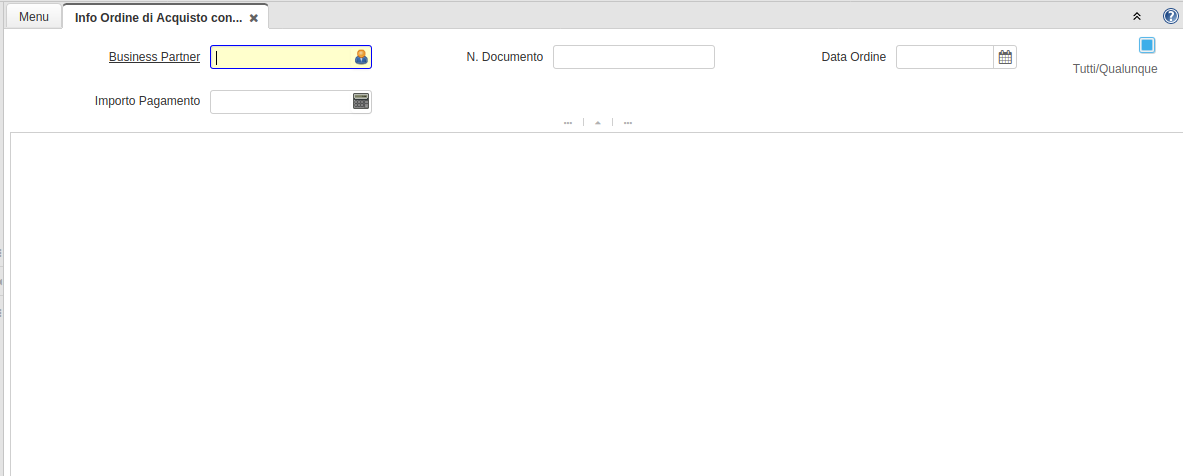 Menu
Info Ordine di Acquisto con...
Business Partner
N. Documento
Data Ordine
Tutti/Qualunque
Importo Pagamento